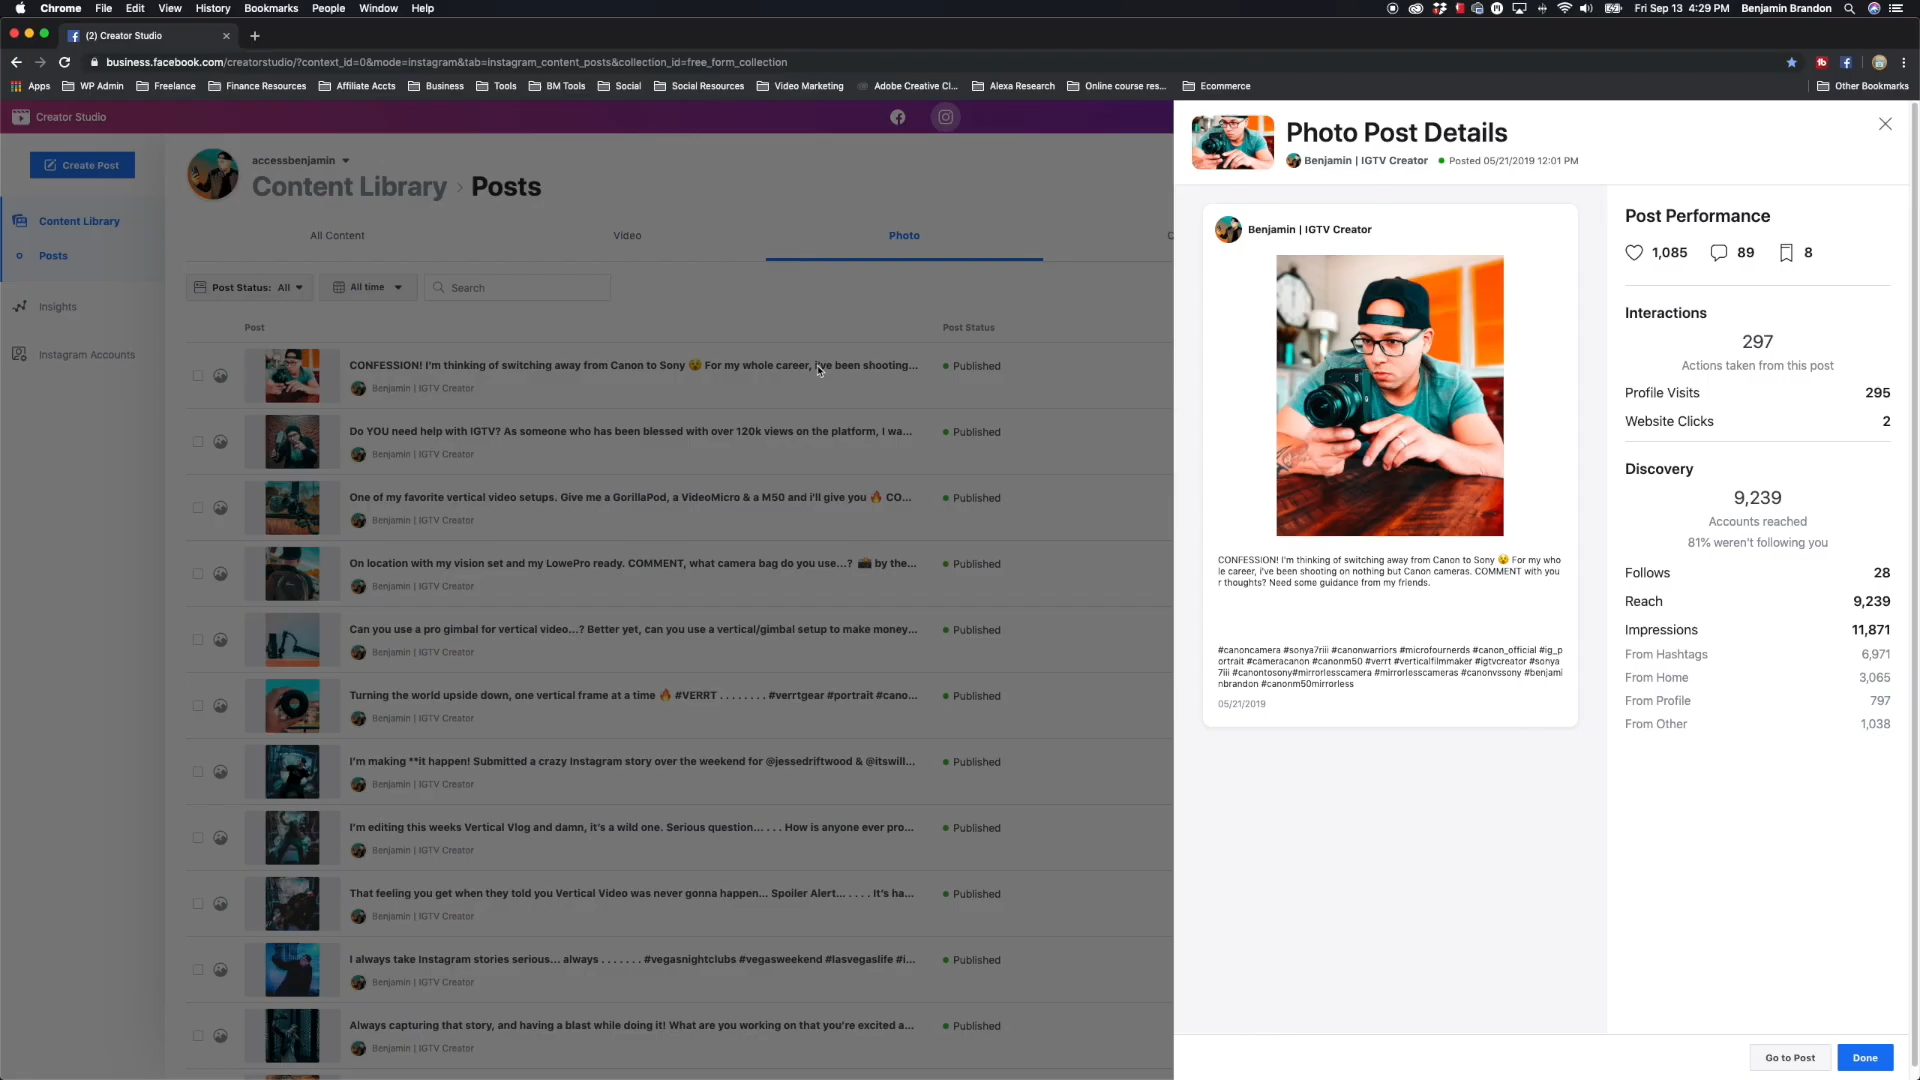 Chrome File Edit View History Bookmarks People Window Help
Fri Sep 13 4:29 PM Benjamin Brandon
(2) Creator Studio
business.facebook.com/creatorstudio/?context_id=0&mode=instagram&tab=instagram_content_posts&collection_id=free_form_collection
Apps WP Admin Freelance Finance Resources Affiliate Accts Business Tools BM Tools Social Social Resources Video Marketing Adobe Creative Cl... Alexa Research Online course res... Ecommerce Other Bookmarks
Creator Studio
Create Post
Content Library
Posts
Insights
Instagram Accounts
accessbenjamin
Content Library › Posts
All Content Video Photo C
Post Status: All All time Search
Post Post Status
CONFESSION! I'm thinking of switching away from Canon to Sony 😵 For my whole career, i've been shooting... Published
Benjamin | IGTV Creator
Do YOU need help with IGTV? As someone who has been blessed with over 120k views on the platform, I wa... Published
Benjamin | IGTV Creator
One of my favorite vertical video setups. Give me a GorillaPod, a VideoMicro & a M50 and i'll give you 🔥 CO... Published
Benjamin | IGTV Creator
On location with my vision set and my LowePro ready. COMMENT, what camera bag do you use...? 📸 by the... Published
Benjamin | IGTV Creator
Can you use a pro gimbal for vertical video...? Better yet, can you use a vertical/gimbal setup to make money... Published
Benjamin | IGTV Creator
Turning the world upside down, one vertical frame at a time 🔥 #VERRT . . . . . . . . #verrtgear #portrait #cano... Published
Benjamin | IGTV Creator
I'm making **it happen! Submitted a crazy Instagram story over the weekend for @jessedriftwood & @itswill... Published
Benjamin | IGTV Creator
I'm editing this weeks Vertical Vlog and damn, it's a wild one. Serious question... . . . How is anyone ever pro... Published
Benjamin | IGTV Creator
That feeling you get when they told you Vertical Video was never gonna happen... Spoiler Alert... . . . . It's ha... Published
Benjamin | IGTV Creator
I always take Instagram stories serious... always . . . . . . . #vegasnightclubs #vegasweekend #lasvegaslife #i... Published
Benjamin | IGTV Creator
Always capturing that story, and having a blast while doing it! What are you working on that you're excited a... Published
Benjamin | IGTV Creator
Photo Post Details
Benjamin | IGTV Creator Posted 05/21/2019 12:01 PM
Benjamin | IGTV Creator
CONFESSION! I'm thinking of switching away from Canon to Sony 😵 For my who
le career, i've been shooting on nothing but Canon cameras. COMMENT with you
r thoughts? Need some guidance from my friends.
#canoncamera #sonya7riii #canonwarriors #microfournerds #canon_official #ig_p
ortrait #cameracanon #canonm50 #verrt #verticalfilmmaker #igtvcreator #sonya
7iii #canontosony#mirrorlesscamera #mirrorlesscameras #canonvssony #benjami
nbrandon #canonm50mirrorless
05/21/2019
Post Performance
1,085 89 8
Interactions
297
Actions taken from this post
Profile Visits 295
Website Clicks 2
Discovery
9,239
Accounts reached
81% weren't following you
Follows 28
Reach 9,239
Impressions 11,871
From Hashtags 6,971
From Home 3,065
From Profile 797
From Other 1,038
Go to Post Done